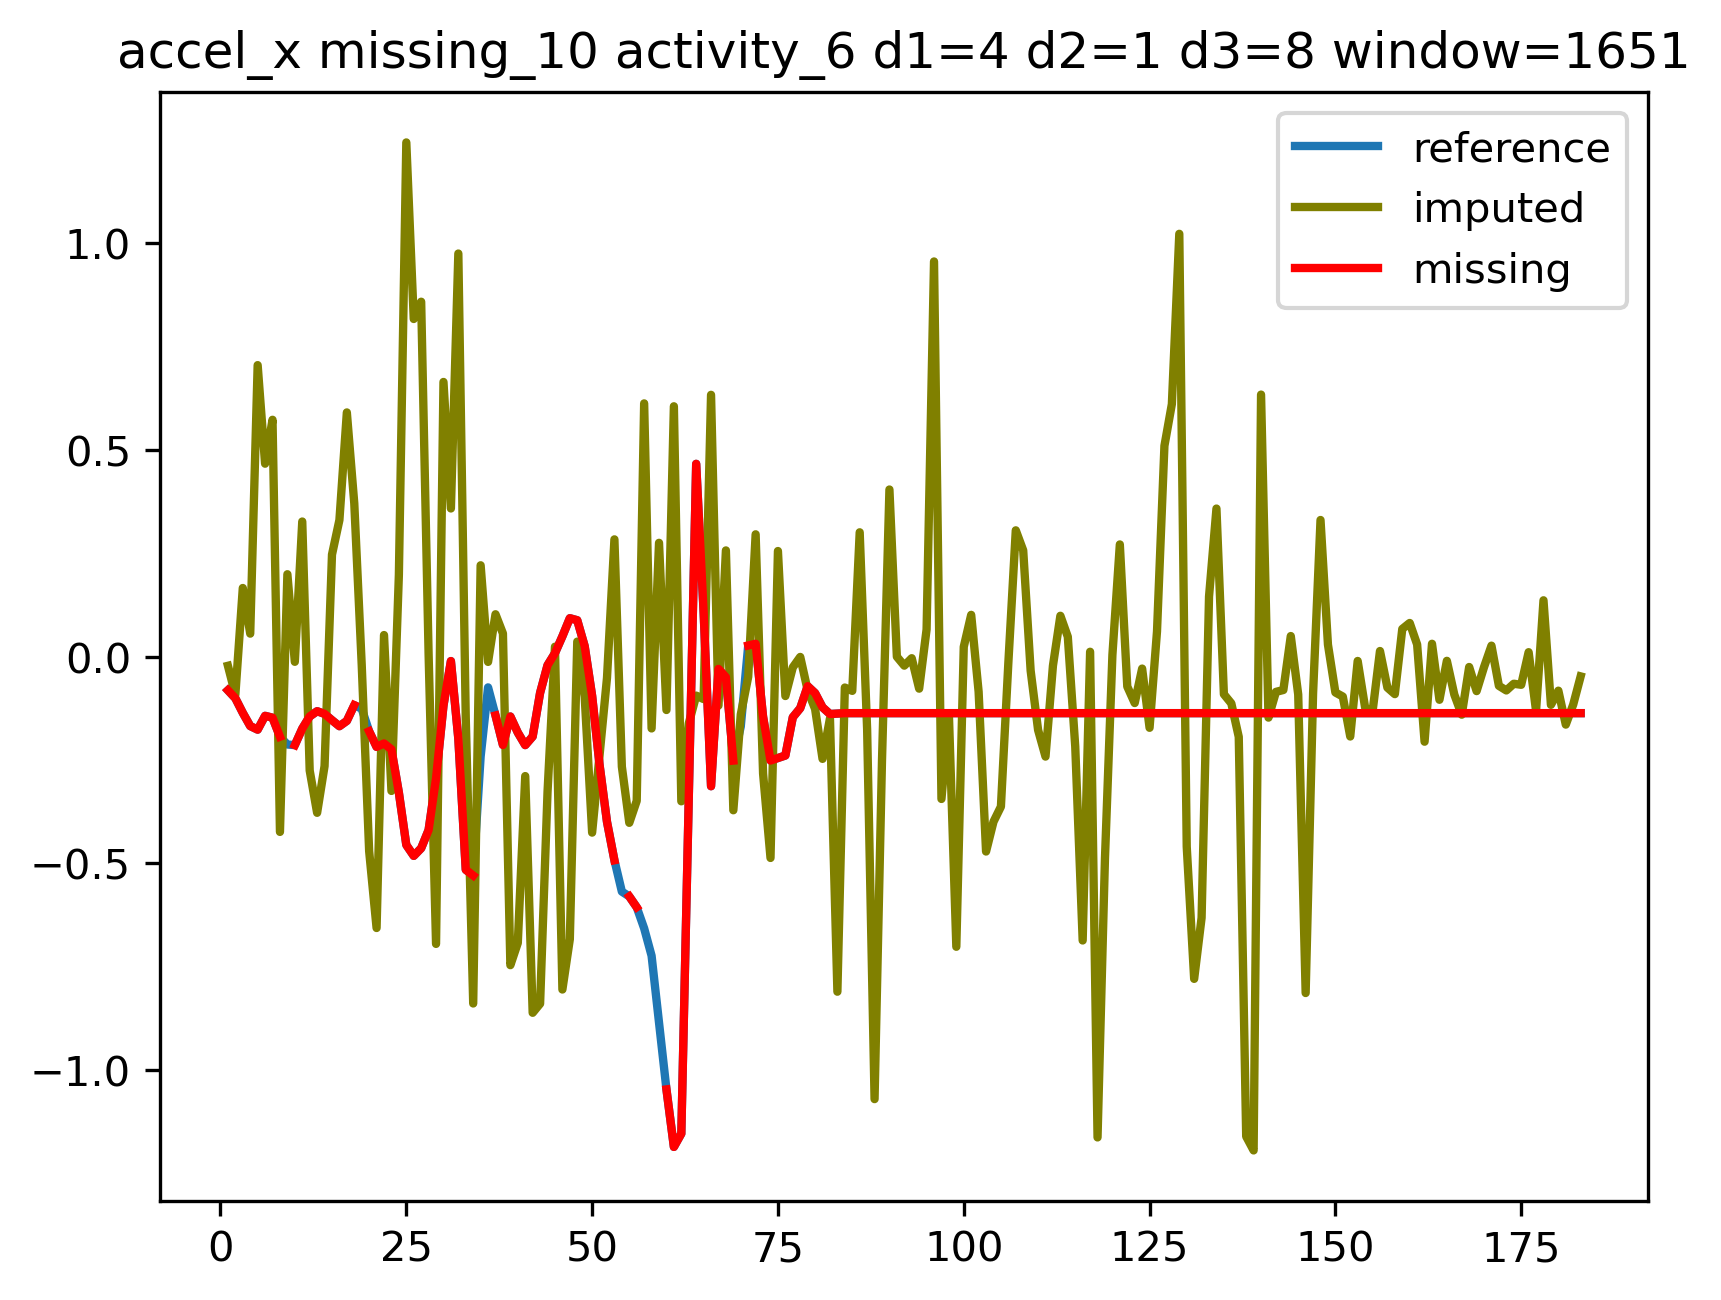 accel_x missing_10 activity_6 d1=4 d2=1 d3=8 window=1651
reference
imputed
missing
1.0
0.5
0.0
−0.5
−1.0
0 25 50 75 100 125 150 175